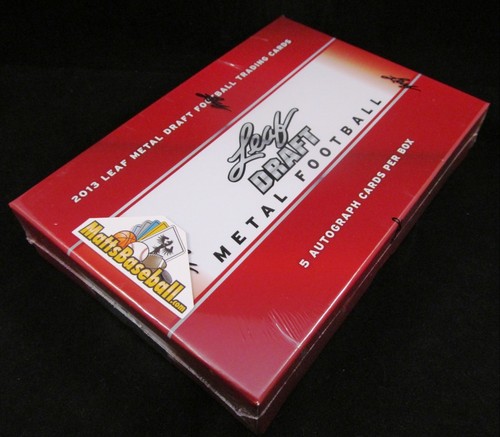 2013 LEAF METAL DRAFT FOOTBALL TRADING CARDS
Leaf
DRAFT
METAL FOOTBALL
5 AUTOGRAPH CARDS PER BOX
MattsBaseball.com